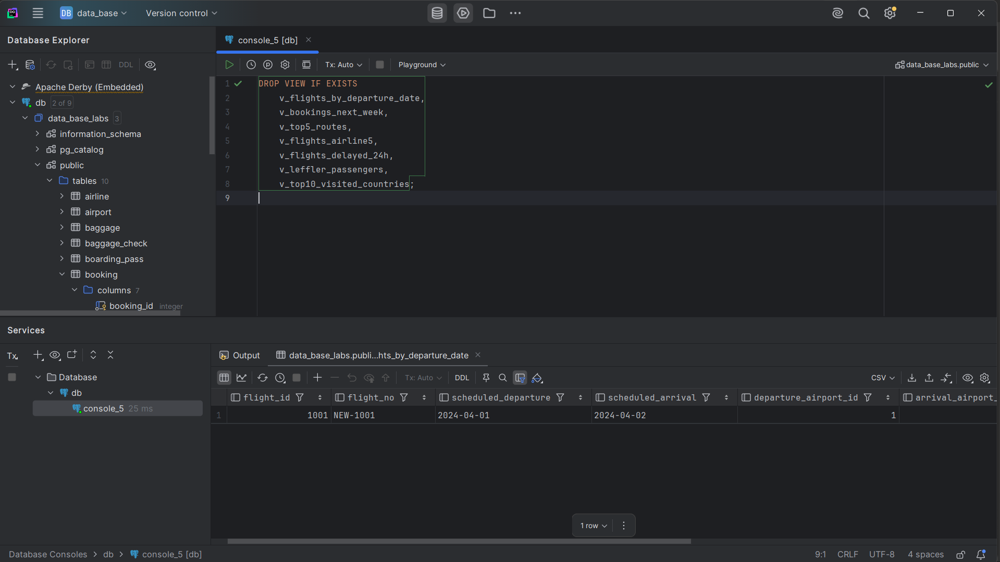 DB data_base Version control
Database Explorer
console_5 [db]
DDL
Tx: Auto Playground data_base_labs.public
Apache Derby (Embedded)
db 2 of 9
data_base_labs 3
information_schema
pg_catalog
public
tables 10
airline
airport
baggage
baggage_check
boarding_pass
booking
columns 7
booking_id integer
1 DROP VIEW IF EXISTS
2 v_flights_by_departure_date,
3 v_bookings_next_week,
4 v_top5_routes,
5 v_flights_airline5,
6 v_flights_delayed_24h,
7 v_leffler_passengers,
8 v_top10_visited_countries;
9
Services
Tx
Database
db
console_5 25 ms
Output data_base_labs.publi...hts_by_departure_date
Tx: Auto DDL CSV
flight_id flight_no scheduled_departure scheduled_arrival departure_airport_id arrival_airport_
1 1001 NEW-1001 2024-04-01 2024-04-02 1
1 row
Database Consoles > db > console_5 [db] 9:1 CRLF UTF-8 4 spaces